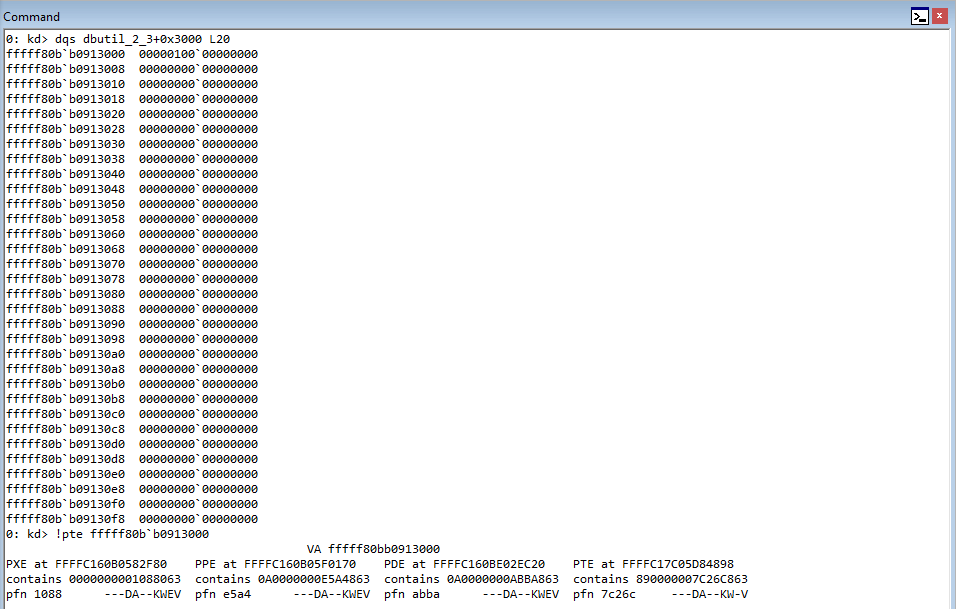 Command
0: kd> dqs dbutil_2_3+0x3000 L20
fffff80b`b0913000  00000100`00000000
fffff80b`b0913008  00000000`00000000
fffff80b`b0913010  00000000`00000000
fffff80b`b0913018  00000000`00000000
fffff80b`b0913020  00000000`00000000
fffff80b`b0913028  00000000`00000000
fffff80b`b0913030  00000000`00000000
fffff80b`b0913038  00000000`00000000
fffff80b`b0913040  00000000`00000000
fffff80b`b0913048  00000000`00000000
fffff80b`b0913050  00000000`00000000
fffff80b`b0913058  00000000`00000000
fffff80b`b0913060  00000000`00000000
fffff80b`b0913068  00000000`00000000
fffff80b`b0913070  00000000`00000000
fffff80b`b0913078  00000000`00000000
fffff80b`b0913080  00000000`00000000
fffff80b`b0913088  00000000`00000000
fffff80b`b0913090  00000000`00000000
fffff80b`b0913098  00000000`00000000
fffff80b`b09130a0  00000000`00000000
fffff80b`b09130a8  00000000`00000000
fffff80b`b09130b0  00000000`00000000
fffff80b`b09130b8  00000000`00000000
fffff80b`b09130c0  00000000`00000000
fffff80b`b09130c8  00000000`00000000
fffff80b`b09130d0  00000000`00000000
fffff80b`b09130d8  00000000`00000000
fffff80b`b09130e0  00000000`00000000
fffff80b`b09130e8  00000000`00000000
fffff80b`b09130f0  00000000`00000000
fffff80b`b09130f8  00000000`00000000
0: kd> !pte fffff80b`b0913000
VA fffff80bb0913000
PXE at FFFFC160B0582F80    PPE at FFFFC160B05F0170    PDE at FFFFC160BE02EC20    PTE at FFFFC17C05D84898
contains 0000000001088063  contains 0A0000000E5A4863  contains 0A0000000ABBA863  contains 890000007C26C863
pfn 1088      ---DA--KWEV  pfn e5a4      ---DA--KWEV  pfn abba      ---DA--KWEV  pfn 7c26c     ---DA--KW-V